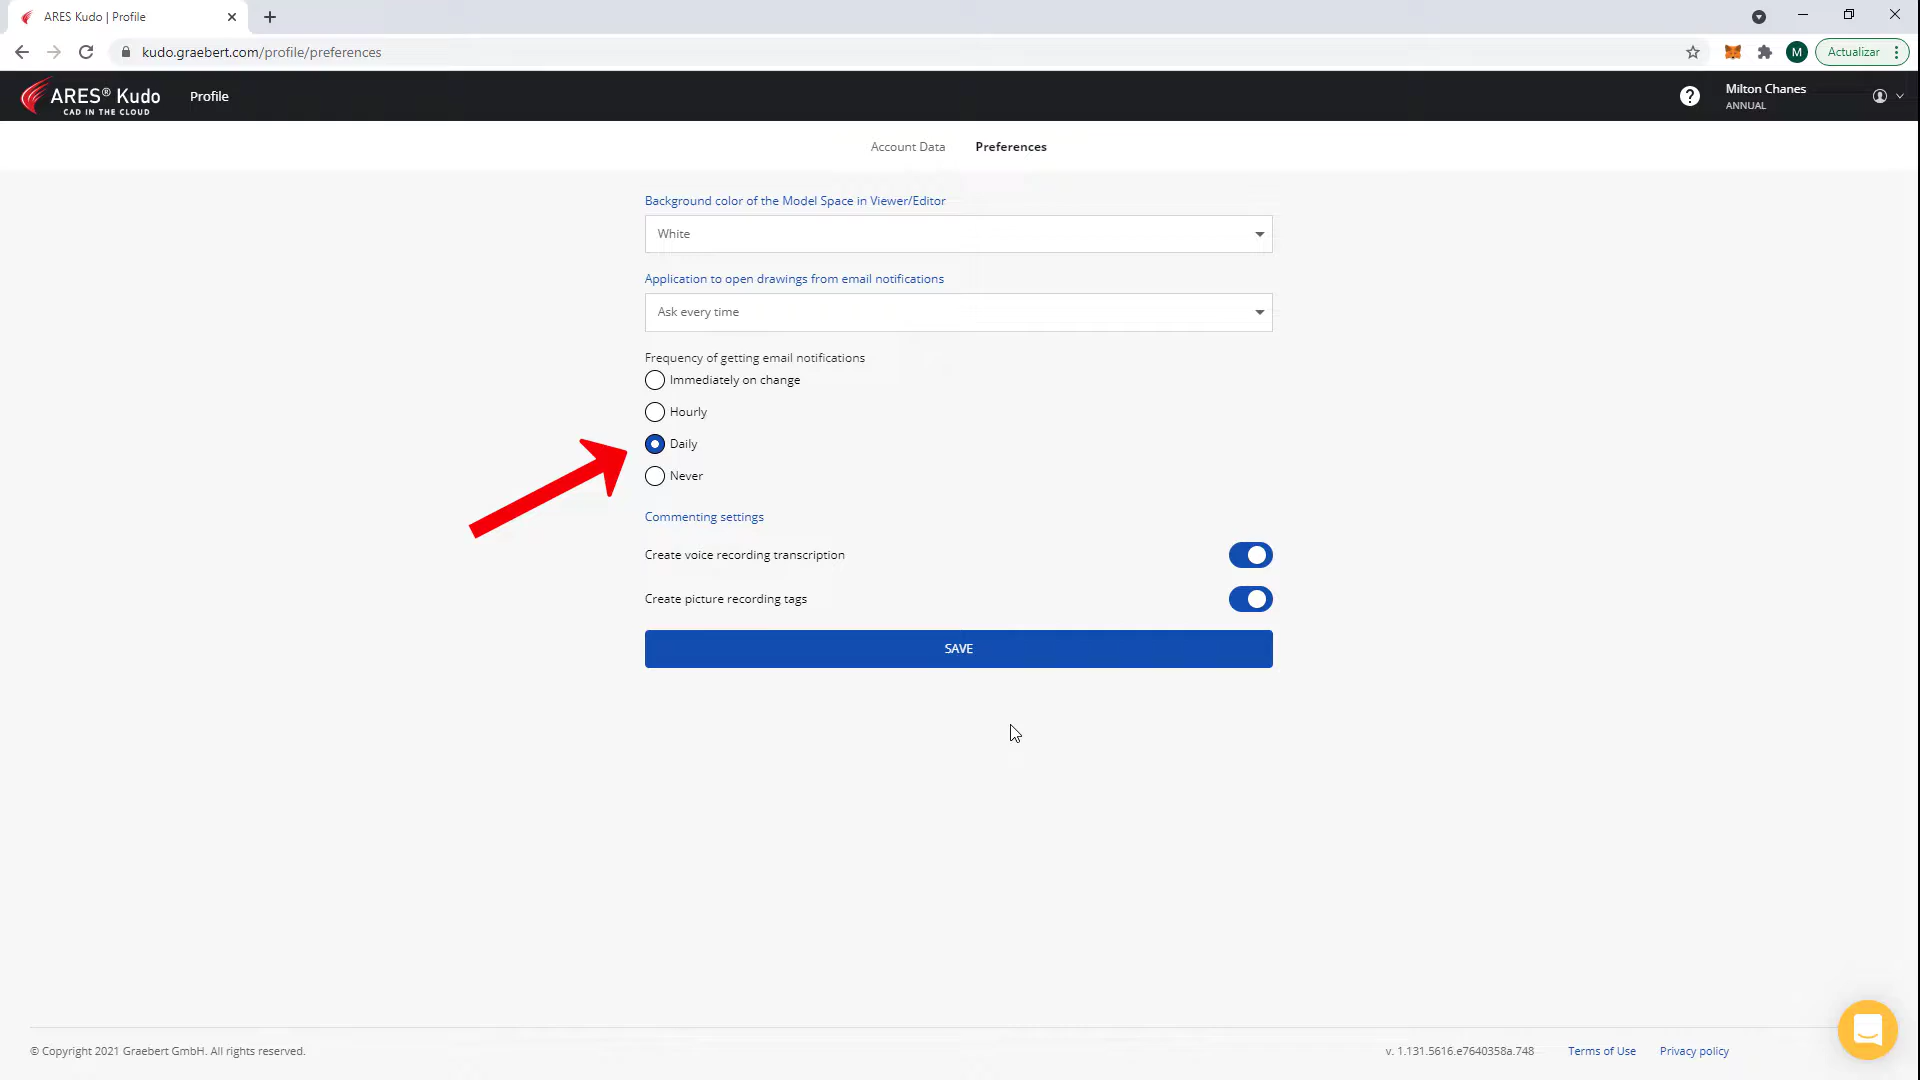 ARES Kudo | Profile
kudo.graebert.com/profile/preferences
M
Actualizar
ARES® Kudo
CAD IN THE CLOUD
Profile
?
Milton Chanes
ANNUAL
Account Data
Preferences
Background color of the Model Space in Viewer/Editor
White
Application to open drawings from email notifications
Ask every time
Frequency of getting email notifications
Immediately on change
Hourly
Daily
Never
Commenting settings
Create voice recording transcription
Create picture recording tags
SAVE
© Copyright 2021 Graebert GmbH. All rights reserved.
v. 1.131.5616.e7640358a.748
Terms of Use
Privacy policy